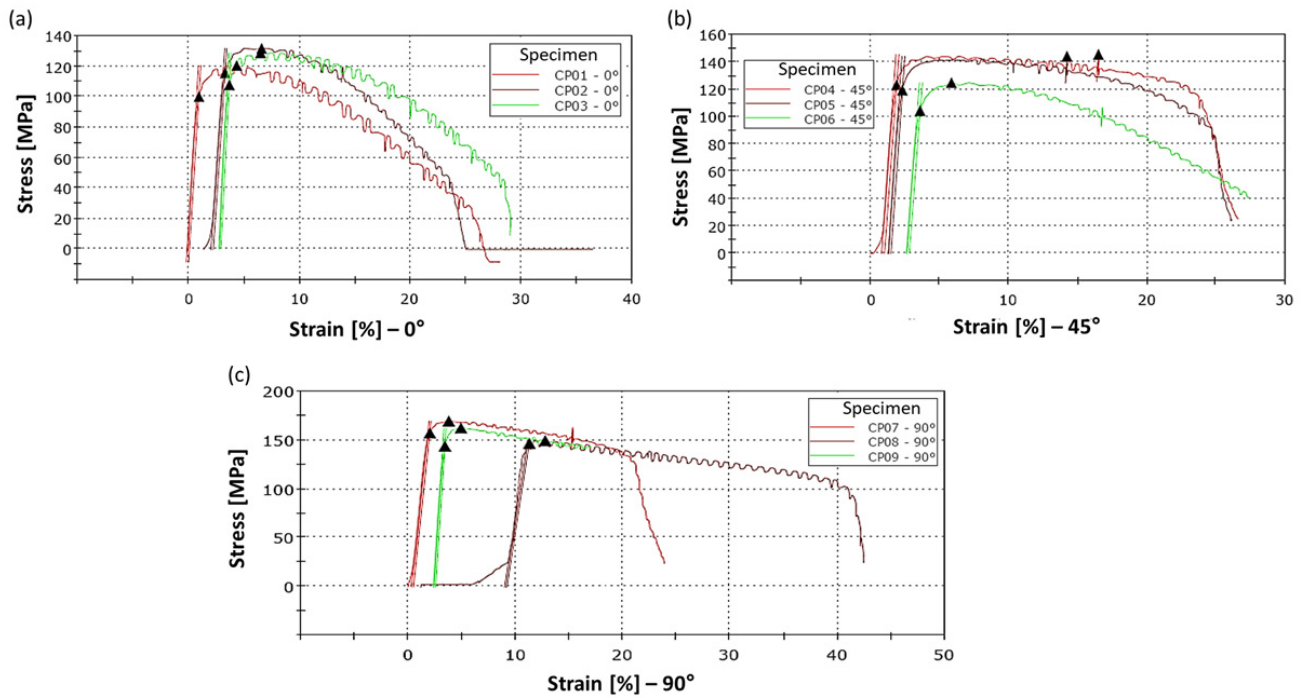 (a)
140
120
100
80
60
40
20
0
Stress [MPa]
Specimen
CP01 - 0°
CP02 - 0°
CP03 - 0°
0 10 20 30 40
Strain [%] – 0°
(b)
160
140
120
100
80
60
40
20
0
Stress [MPa]
Specimen
CP04 - 45°
CP05 - 45°
CP06 - 45°
0 10 20 30
Strain [%] – 45°
(c)
200
150
100
50
0
Stress [MPa]
Specimen
CP07 - 90°
CP08 - 90°
CP09 - 90°
0 10 20 30 40 50
Strain [%] – 90°